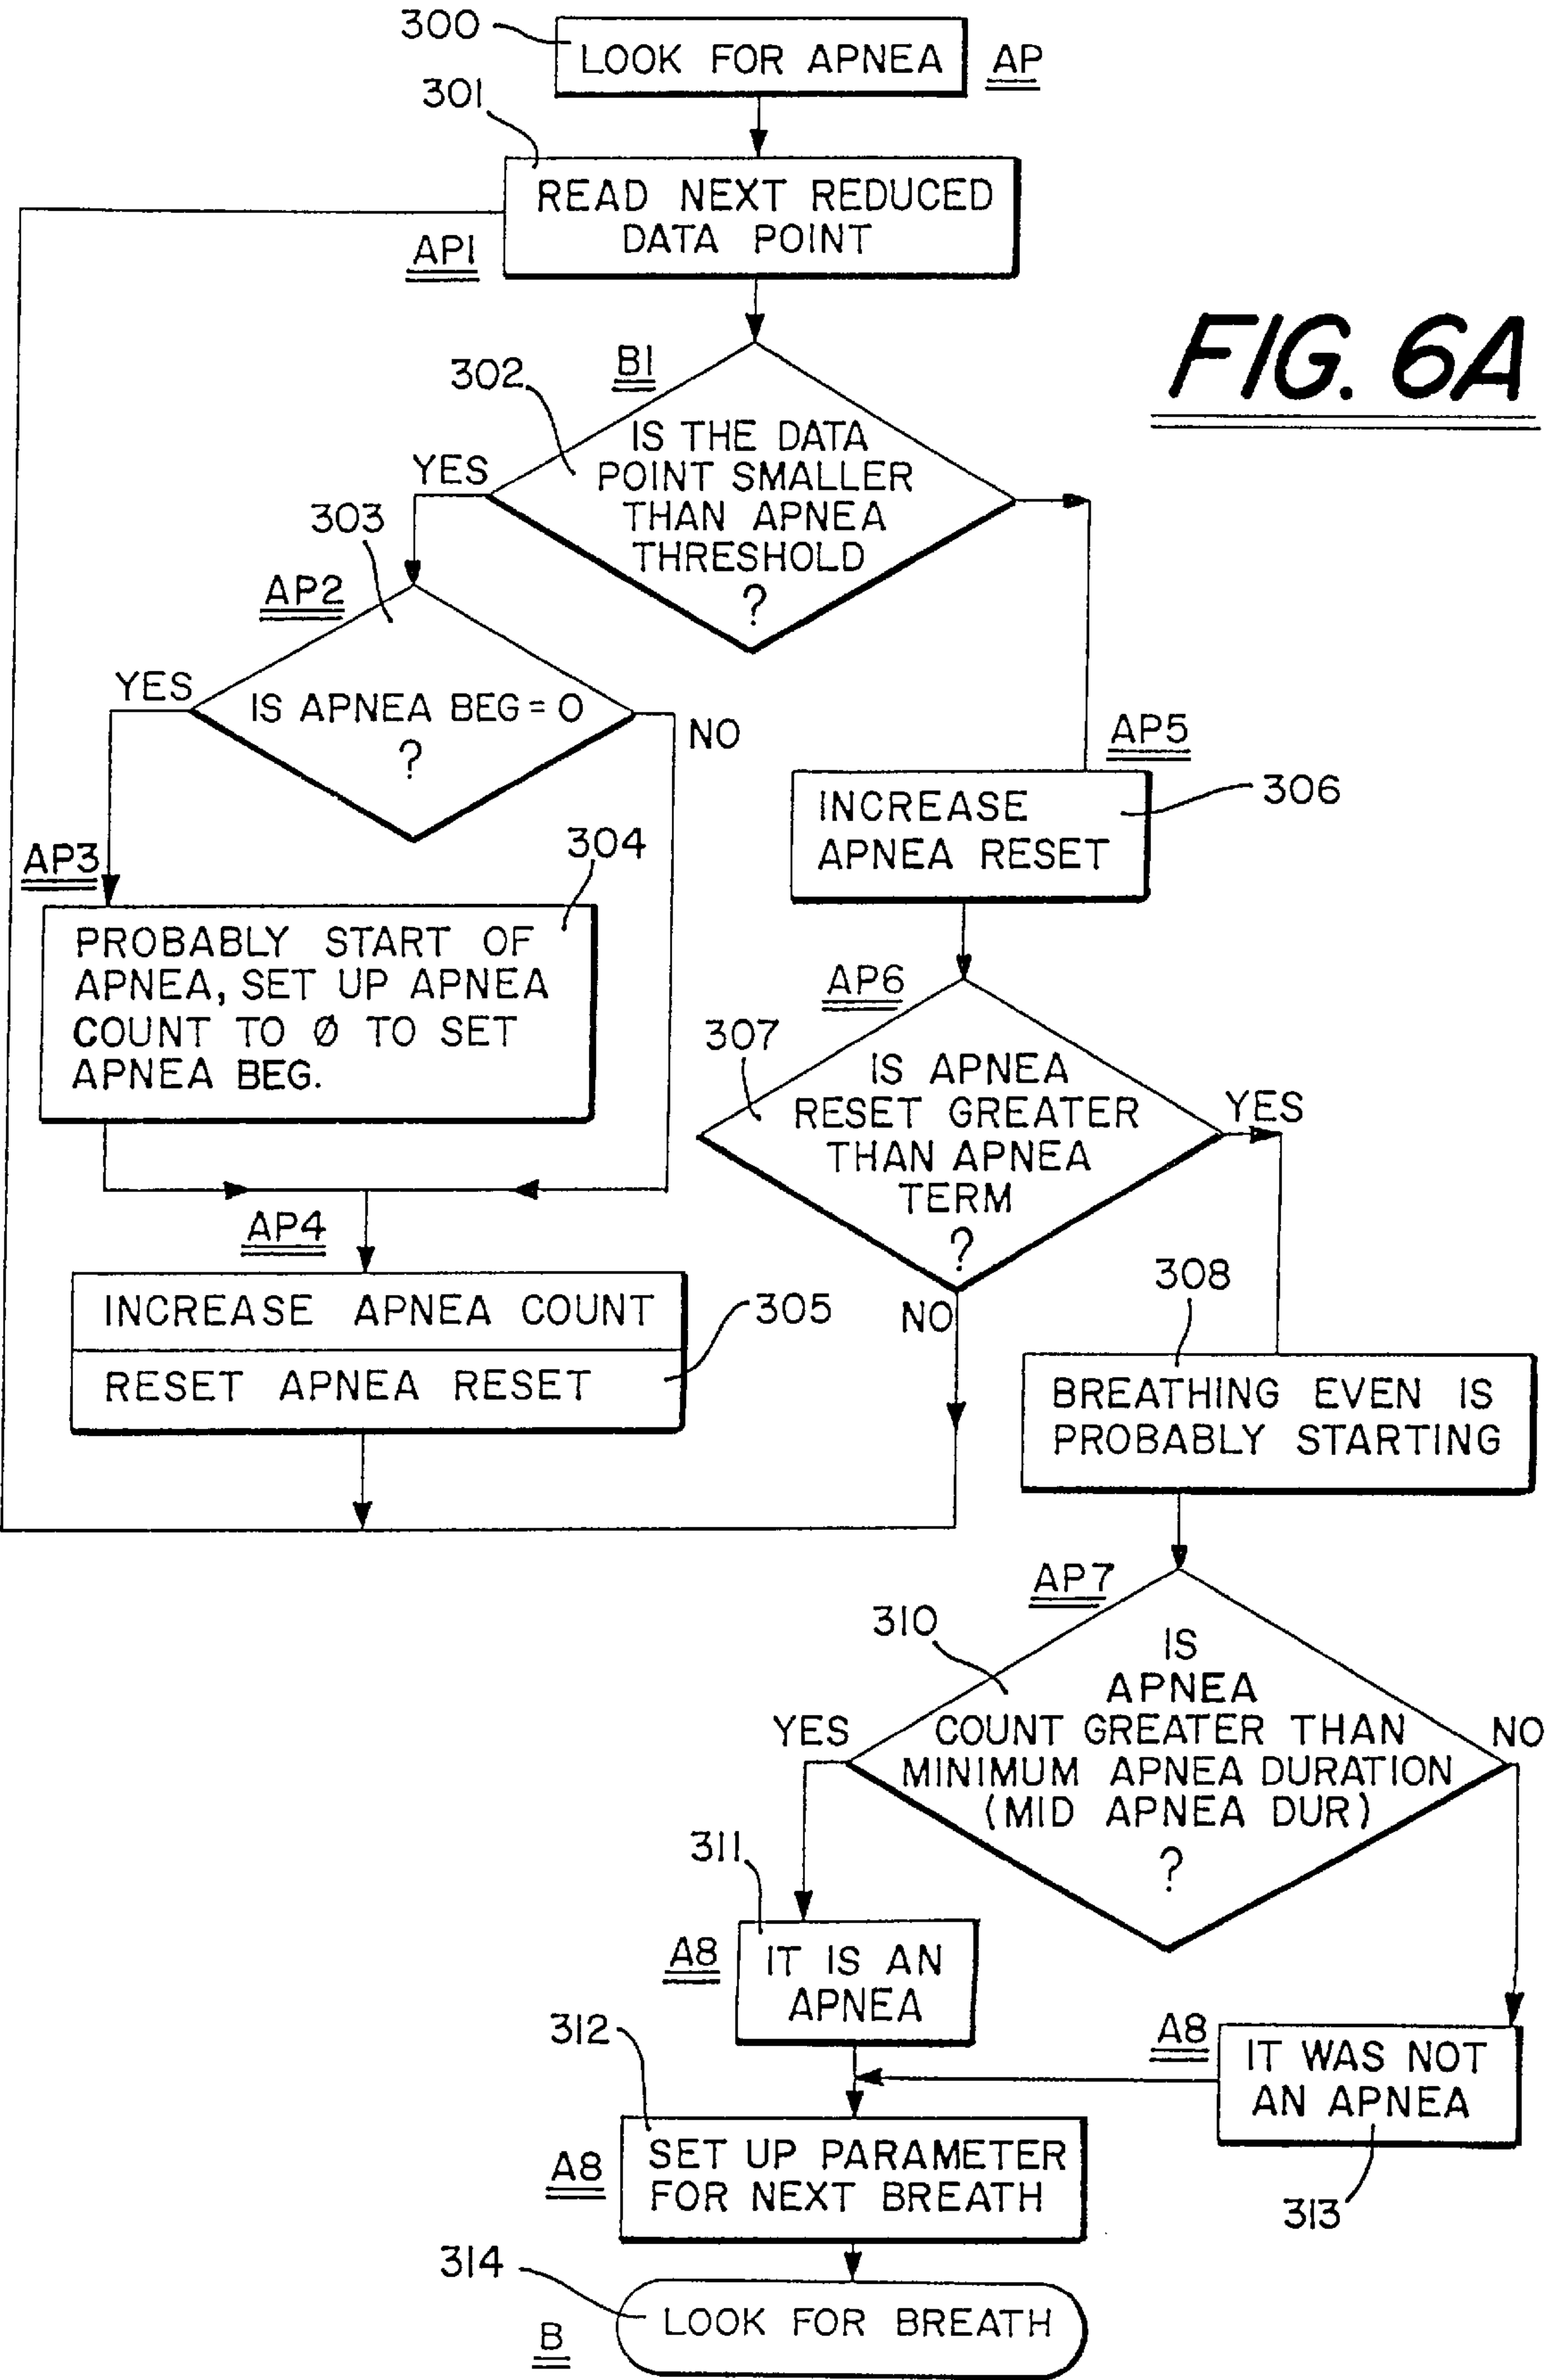 300
LOOK FOR APNEA
AP
301
READ NEXT REDUCED
DATA POINT
AP1
FIG. 6A
302
B1
IS THE DATA
POINT SMALLER
THAN APNEA
THRESHOLD
?
YES
303
AP2
IS APNEA BEG = 0
?
YES
NO
AP3
304
PROBABLY START OF
APNEA, SET UP APNEA
COUNT TO Ø TO SET
APNEA BEG.
AP4
INCREASE APNEA COUNT
RESET APNEA RESET
305
AP5
INCREASE
APNEA RESET
306
AP6
307
IS APNEA
RESET GREATER
THAN APNEA
TERM
?
YES
NO
308
BREATHING EVEN IS
PROBABLY STARTING
AP7
310
IS
APNEA
COUNT GREATER THAN
MINIMUM APNEA DURATION
(MID APNEA DUR)
?
YES
NO
311
A8
IT IS AN
APNEA
A8
IT WAS NOT
AN APNEA
313
312
A8
SET UP PARAMETER
FOR NEXT BREATH
314
B
LOOK FOR BREATH